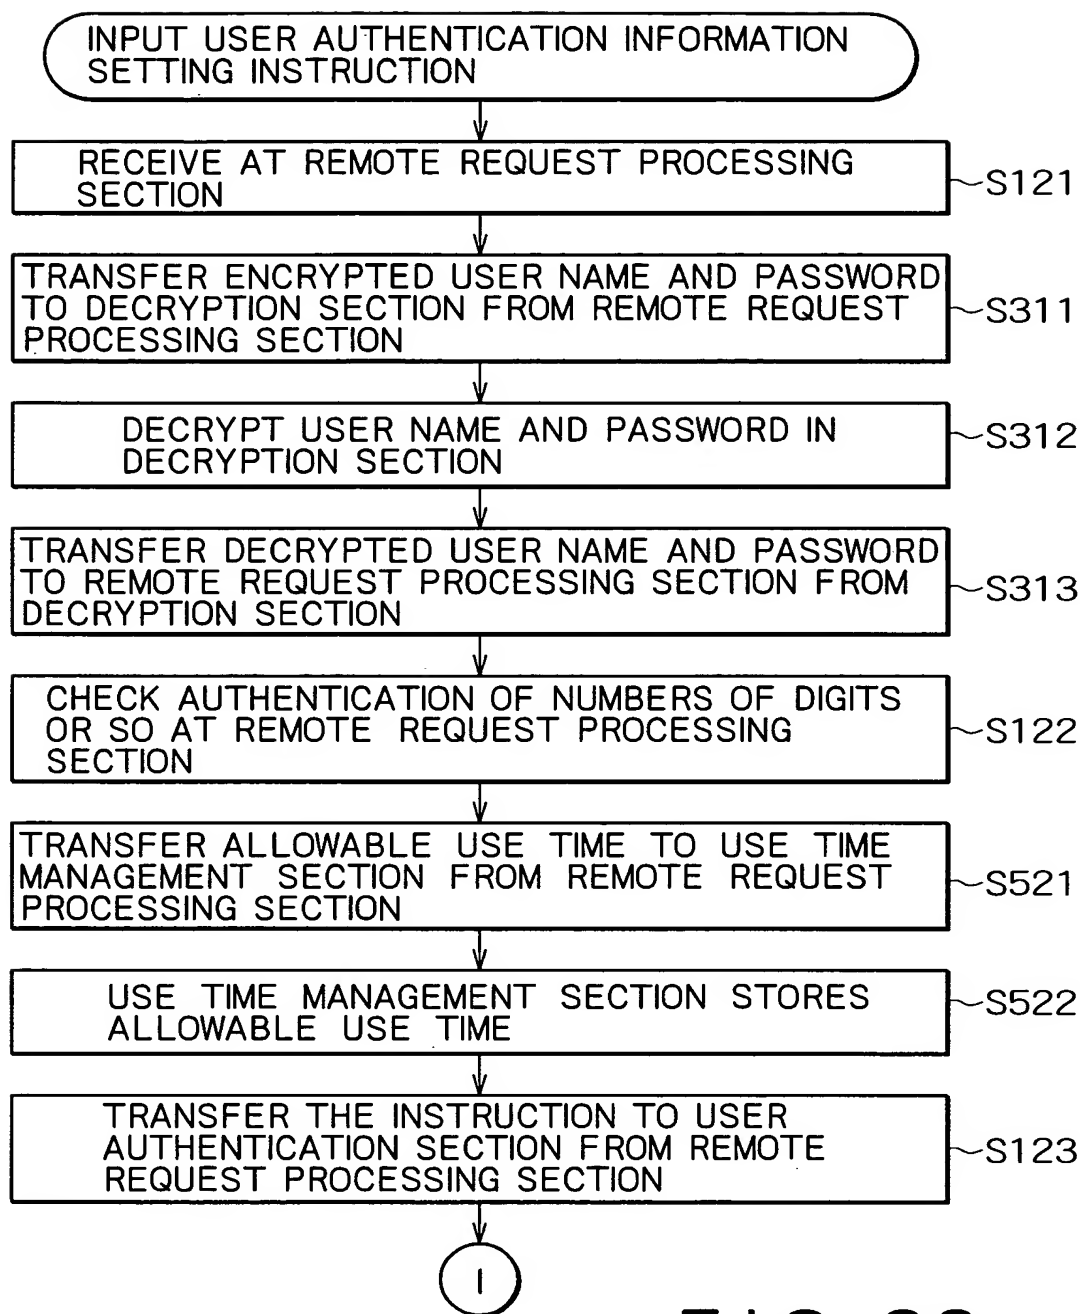 INPUT USER AUTHENTICATION INFORMATION
SETTING INSTRUCTION
RECEIVE AT REMOTE REQUEST PROCESSING
SECTION
S121
TRANSFER ENCRYPTED USER NAME AND PASSWORD
TO DECRYPTION SECTION FROM REMOTE REQUEST
PROCESSING SECTION
S311
DECRYPT USER NAME AND PASSWORD IN
DECRYPTION SECTION
S312
TRANSFER DECRYPTED USER NAME AND PASSWORD
TO REMOTE REQUEST PROCESSING SECTION FROM
DECRYPTION SECTION
S313
CHECK AUTHENTICATION OF NUMBERS OF DIGITS
OR SO AT REMOTE REQUEST PROCESSING
SECTION
S122
TRANSFER ALLOWABLE USE TIME TO USE TIME
MANAGEMENT SECTION FROM REMOTE REQUEST
PROCESSING SECTION
S521
USE TIME MANAGEMENT SECTION STORES
ALLOWABLE USE TIME
S522
TRANSFER THE INSTRUCTION TO USER
AUTHENTICATION SECTION FROM REMOTE
REQUEST PROCESSING SECTION
S123
I